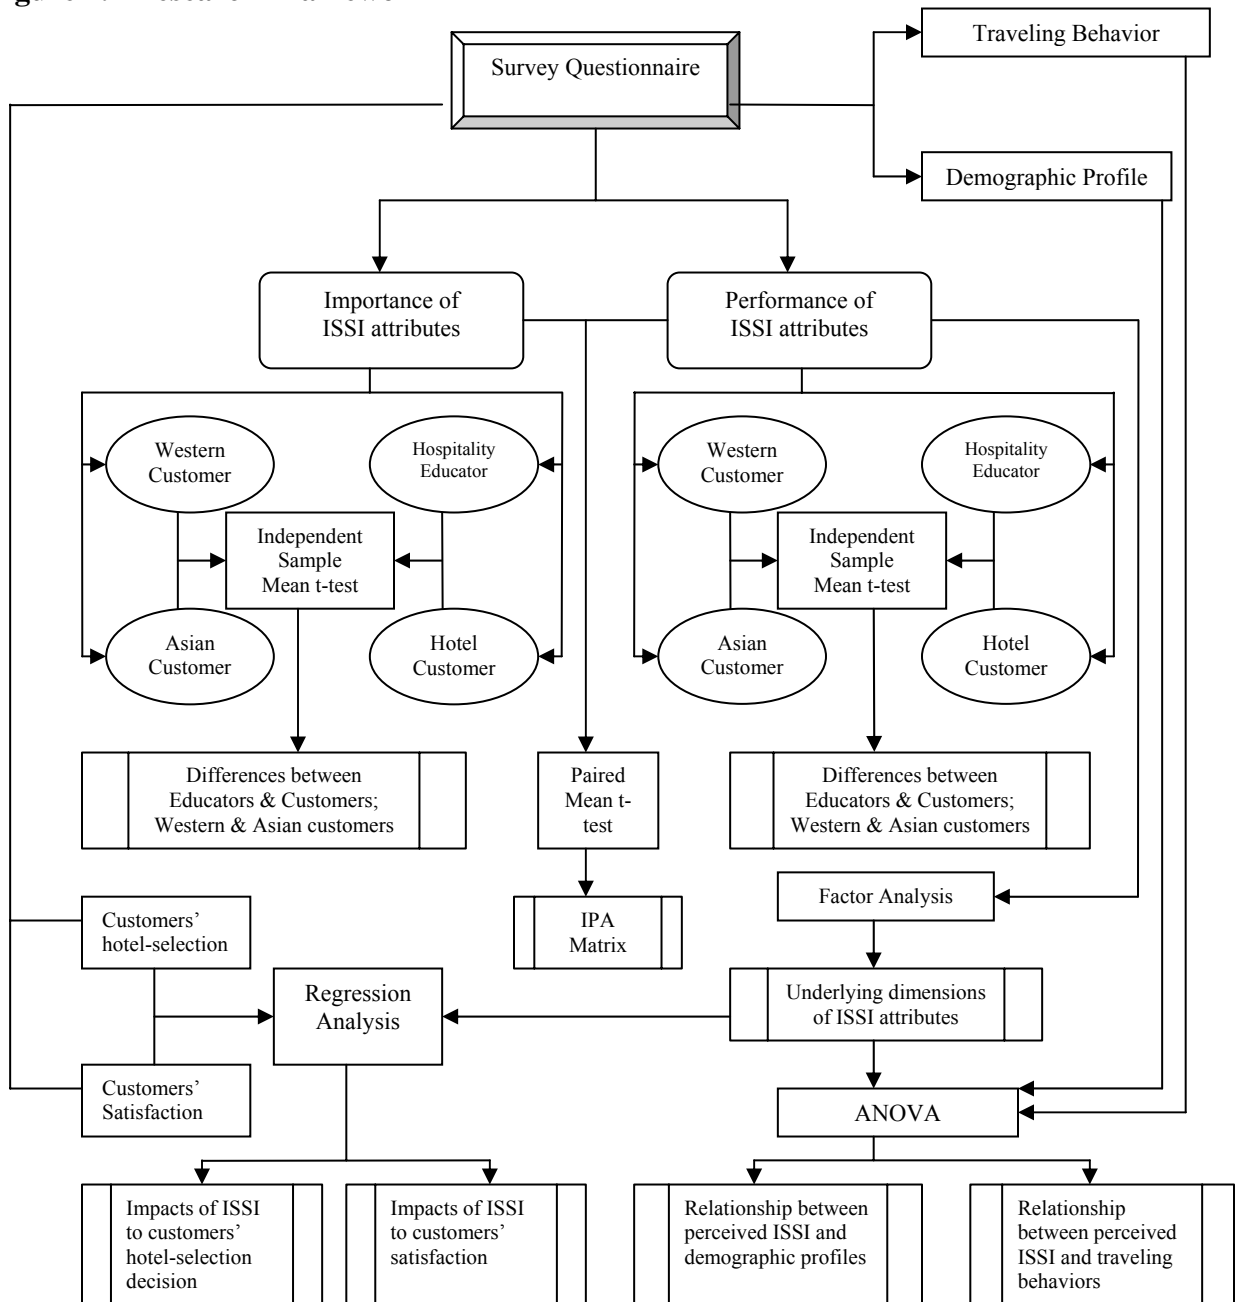 Traveling Behavior
Survey Questionnaire
Demographic Profile
Importance of
ISSI attributes
Performance of
ISSI attributes
Western
Customer
Hospitality
Educator
Independent
Sample
Mean t-test
Asian
Customer
Hotel
Customer
Western
Customer
Hospitality
Educator
Independent
Sample
Mean t-test
Asian
Customer
Hotel
Customer
Differences between
Educators & Customers;
Western & Asian customers
Paired
Mean t-
test
Differences between
Educators & Customers;
Western & Asian customers
Factor Analysis
IPA
Matrix
Customers’
hotel-selection
Regression
Analysis
Underlying dimensions
of ISSI attributes
Customers’
Satisfaction
ANOVA
Impacts of ISSI
to customers’
hotel-selection
decision
Impacts of ISSI
to customers’
satisfaction
Relationship between
perceived ISSI and
demographic profiles
Relationship
between perceived
ISSI and traveling
behaviors